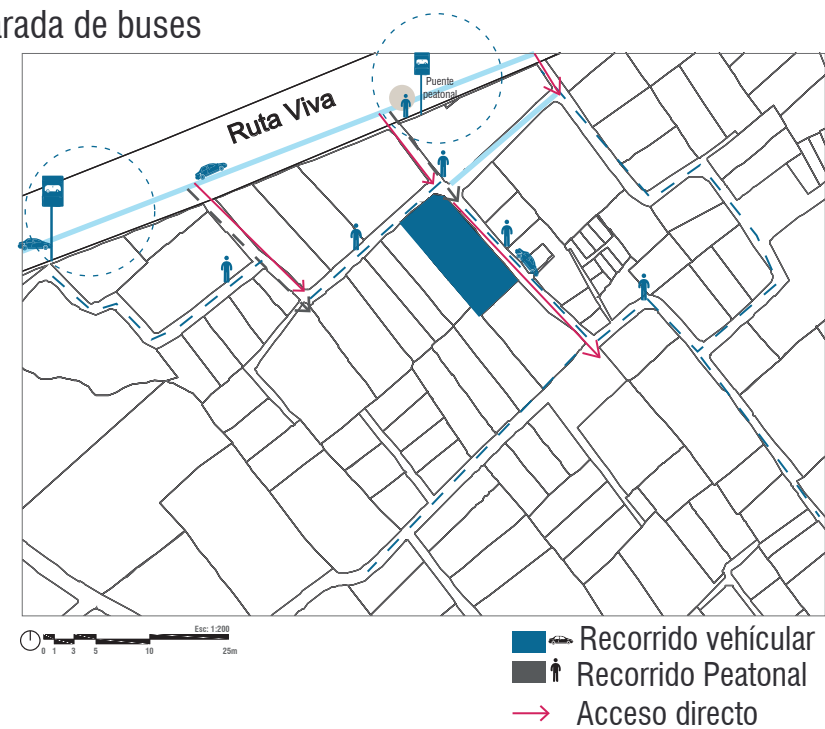 arada de buses
Puente
peatonal
Ruta Viva
Esc: 1:200
0 1 3 5 10 25m
Recorrido vehícular
Recorrido Peatonal
Acceso directo